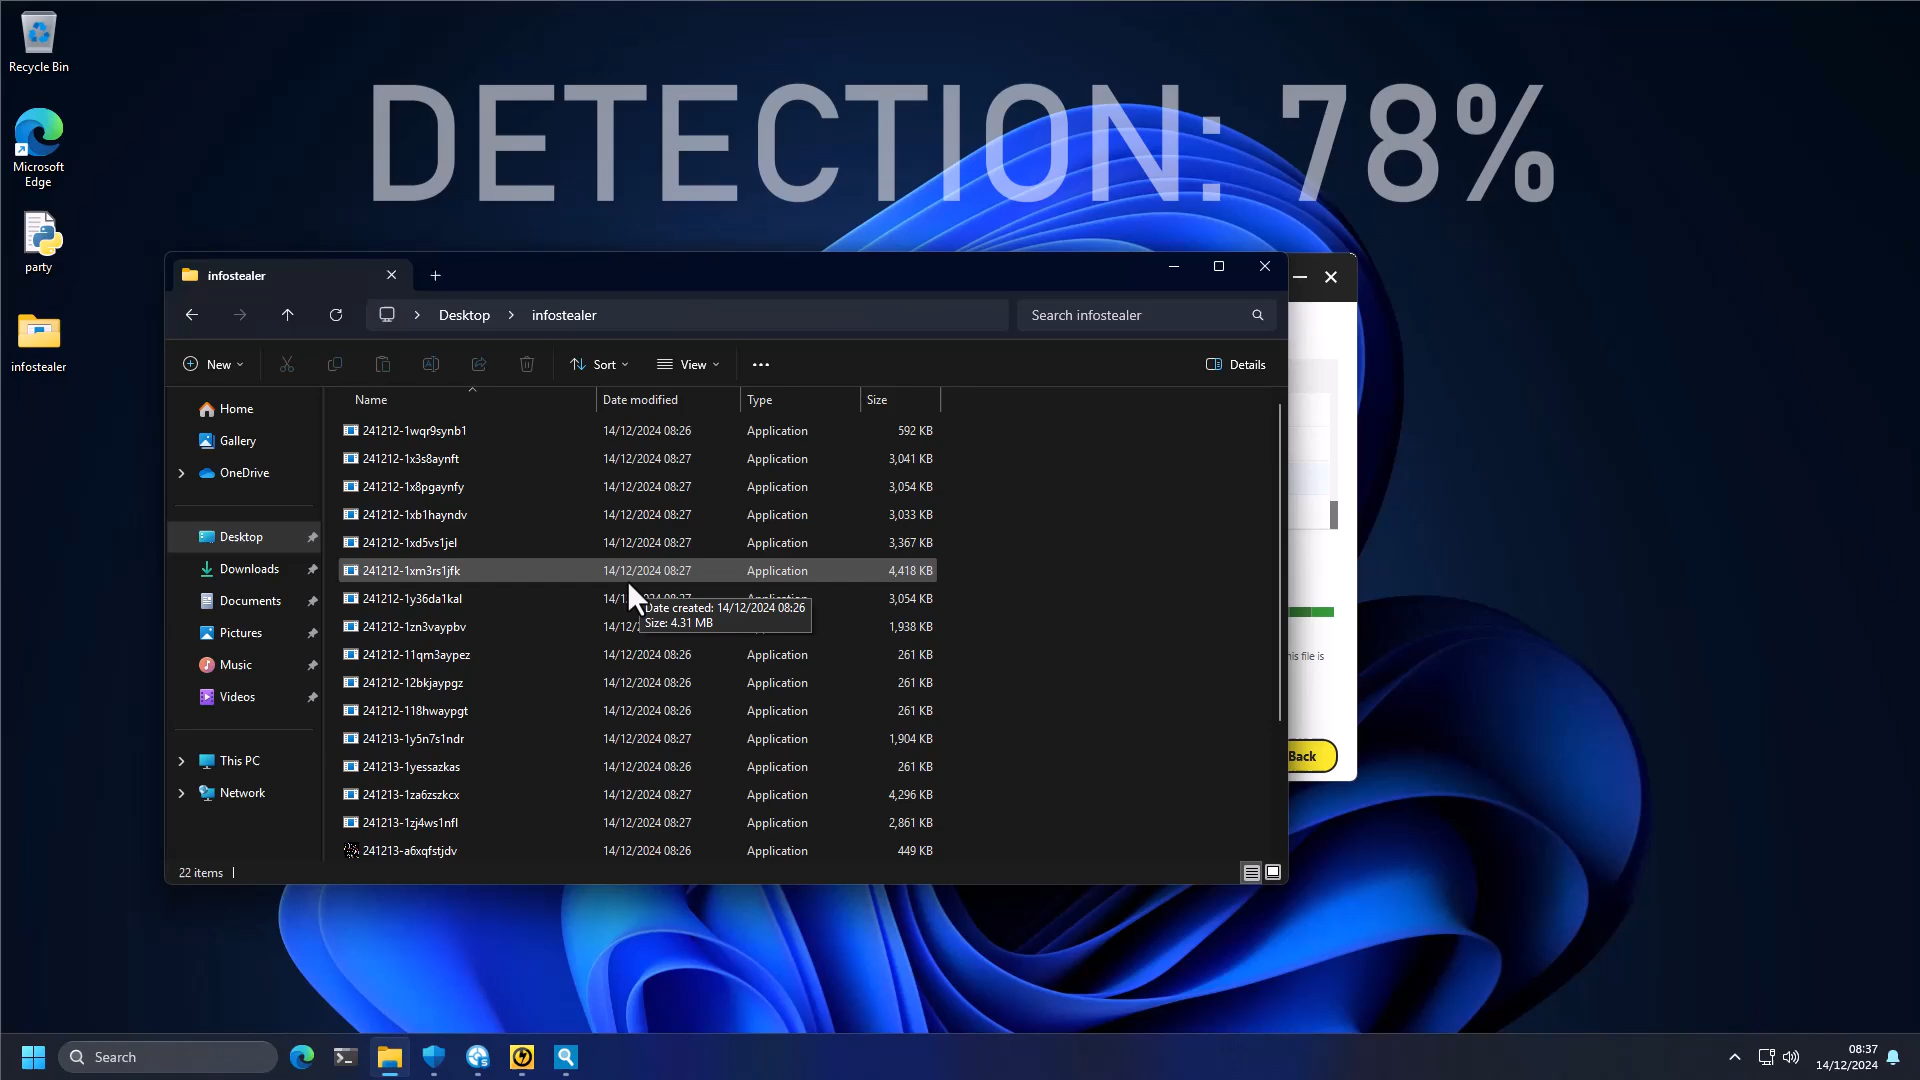 Recycle Bin
Microsoft
Edge
party
infostealer
DETECTION: 78%
infostealer
Desktop
infostealer
Search infostealer
New
Sort
View
Details
Home
Gallery
OneDrive
Desktop
Downloads
Documents
Pictures
Music
Videos
This PC
Network
Name Date modified Type Size
241212-1wqr9synb1 14/12/2024 08:26 Application 592 KB
241212-1x3s8aynft 14/12/2024 08:27 Application 3,041 KB
241212-1x8pgaynfy 14/12/2024 08:27 Application 3,054 KB
241212-1xb1hayndv 14/12/2024 08:27 Application 3,033 KB
241212-1xd5vs1jel 14/12/2024 08:27 Application 3,367 KB
241212-1xm3rs1jfk 14/12/2024 08:27 Application 4,418 KB
241212-1y36da1kal 3,054 KB
241212-1zn3vaypbv 1,938 KB
Date created: 14/12/2024 08:26
Size: 4.31 MB
241212-11qm3aypez 14/12/2024 08:26 Application 261 KB
241212-12bkjaypgz 14/12/2024 08:26 Application 261 KB
241212-118hwaypgt 14/12/2024 08:26 Application 261 KB
241213-1y5n7s1ndr 14/12/2024 08:27 Application 1,904 KB
241213-1yessazkas 14/12/2024 08:26 Application 261 KB
241213-1za6zszkcx 14/12/2024 08:27 Application 4,296 KB
241213-1zj4ws1nfl 14/12/2024 08:27 Application 2,861 KB
241213-a6xqfstjdv 14/12/2024 08:26 Application 449 KB
22 items
file is
Back
Search
08:37
14/12/2024